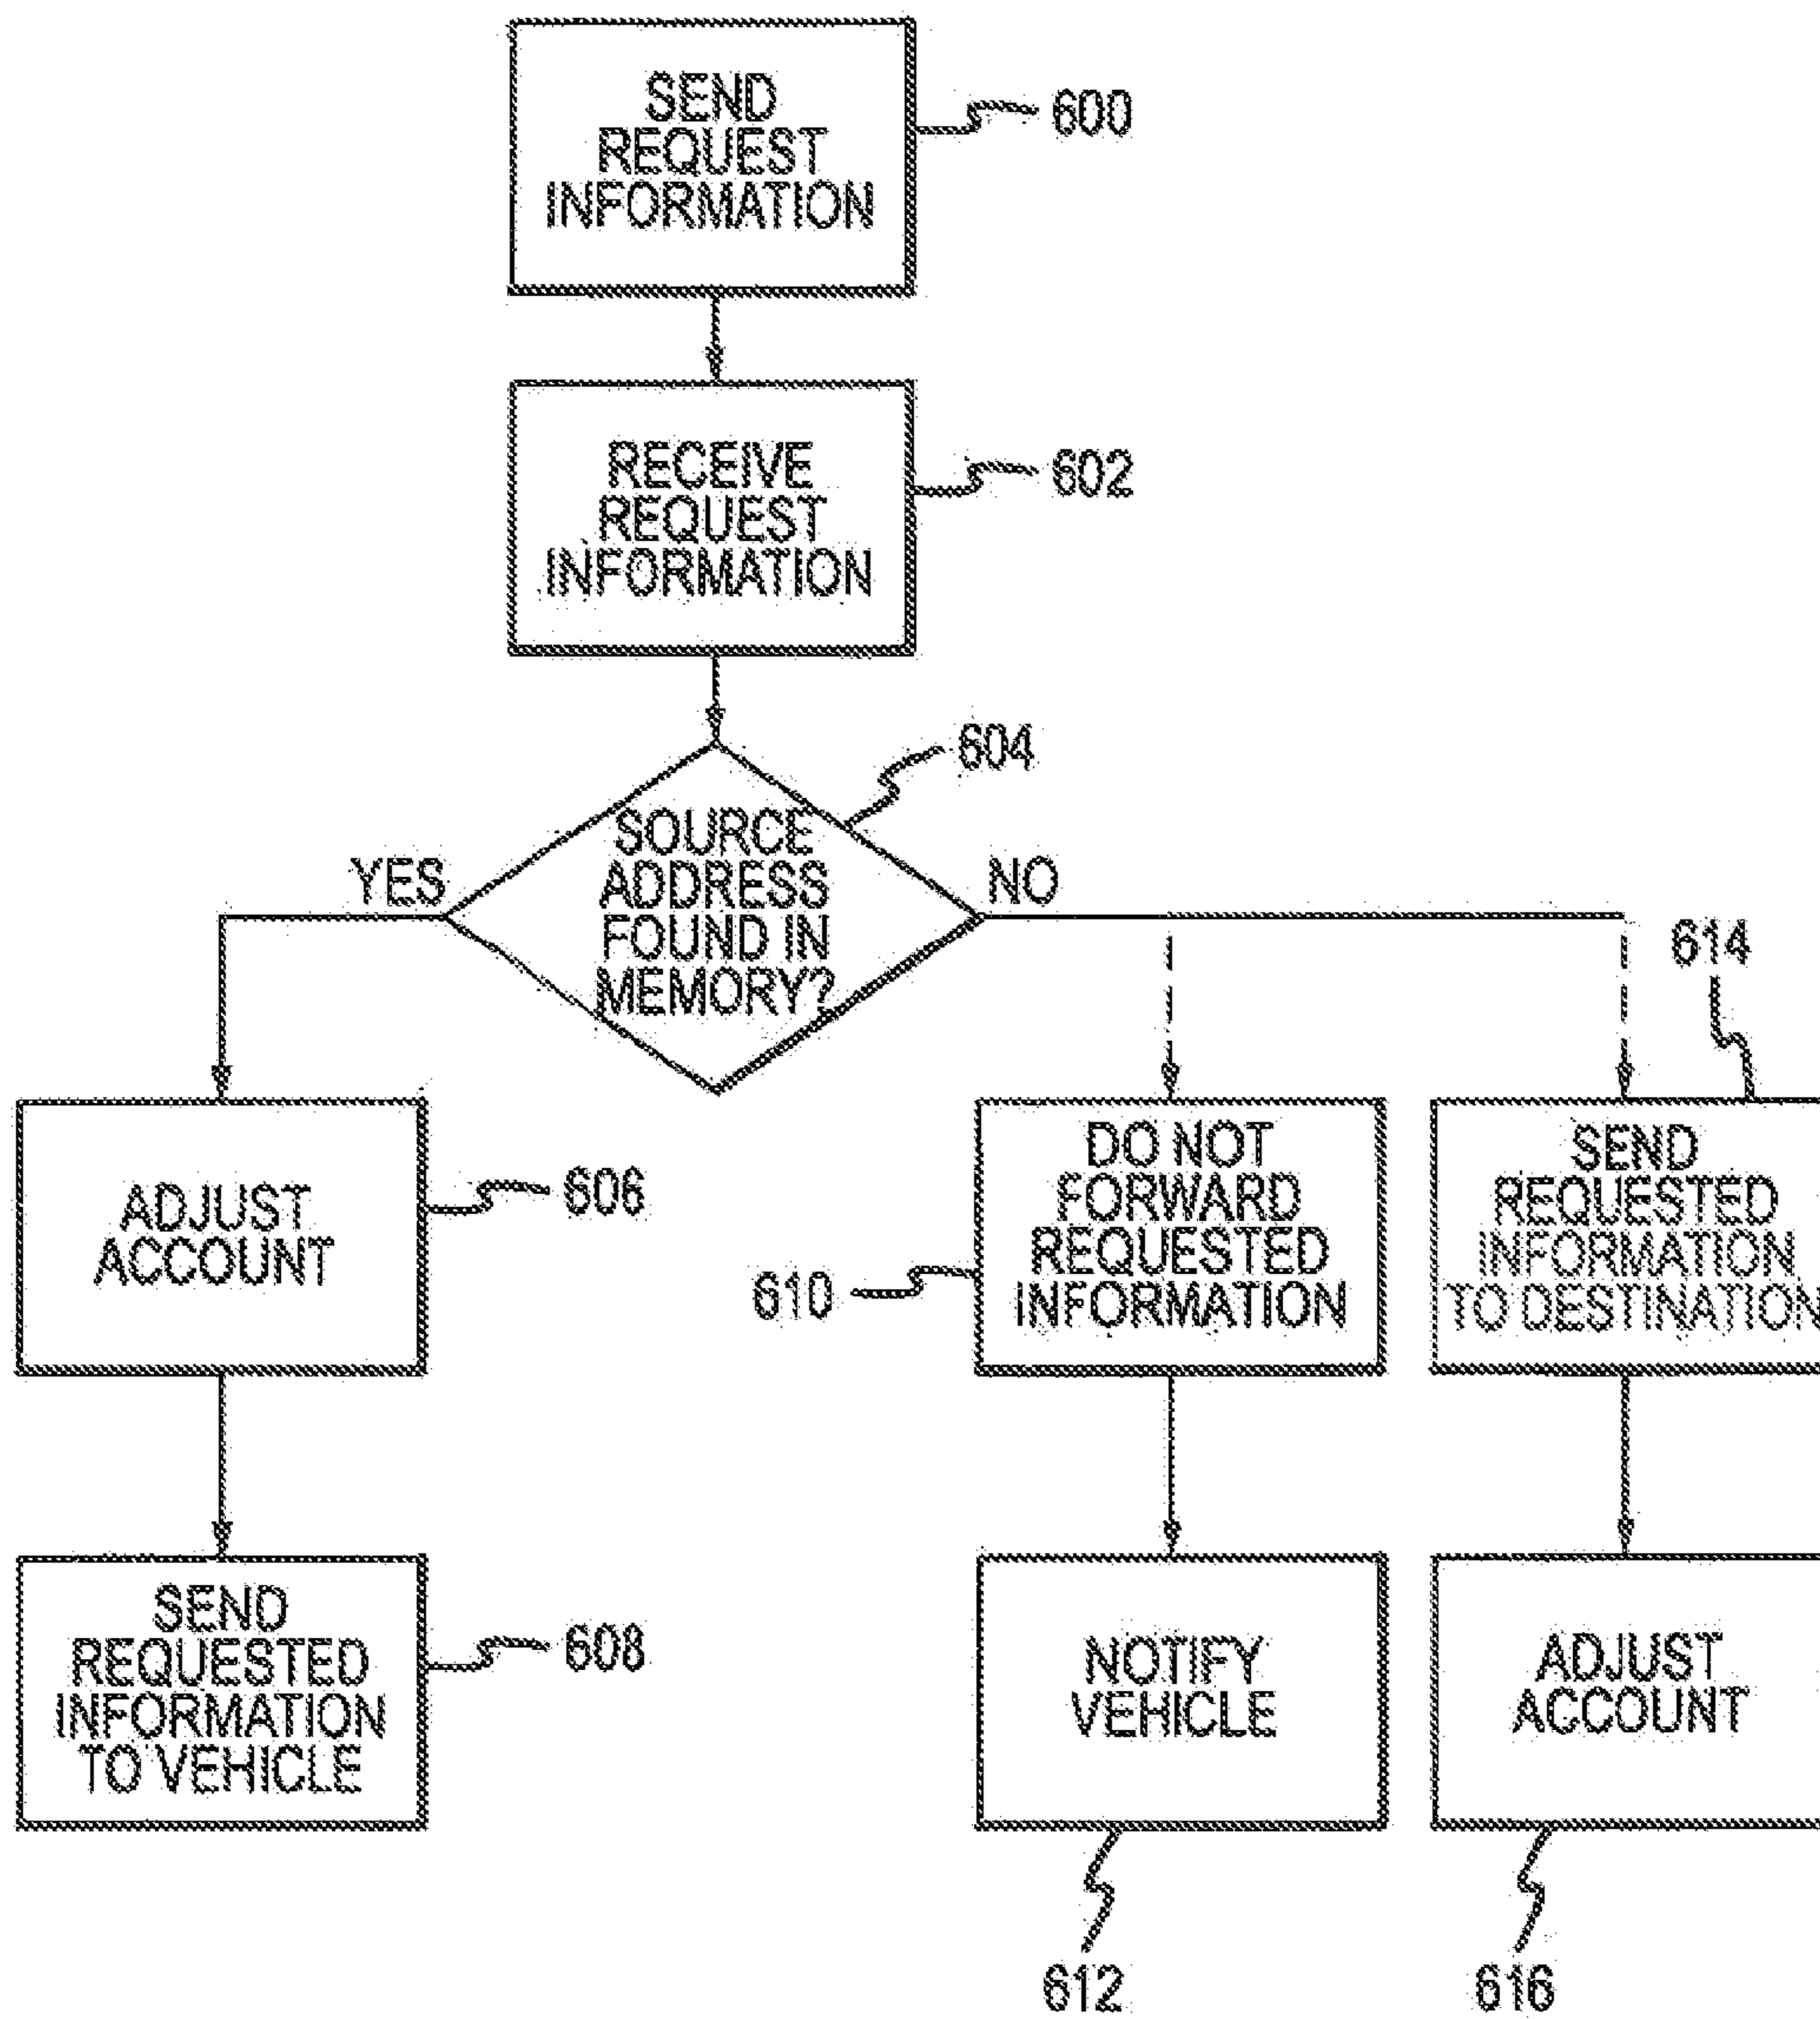 SEND
REQUEST
INFORMATION
600
RECEIVE
REQUEST
INFORMATION
602
604
SOURCE
ADDRESS
FOUND IN
MEMORY?
YES
NO
ADJUST
ACCOUNT
606
SEND
REQUESTED
INFORMATION
TO VEHICLE
608
DO NOT
FORWARD
REQUESTED
INFORMATION
610
NOTIFY
VEHICLE
612
614
SEND
REQUESTED
INFORMATION
TO DESTINATION
ADJUST
ACCOUNT
616